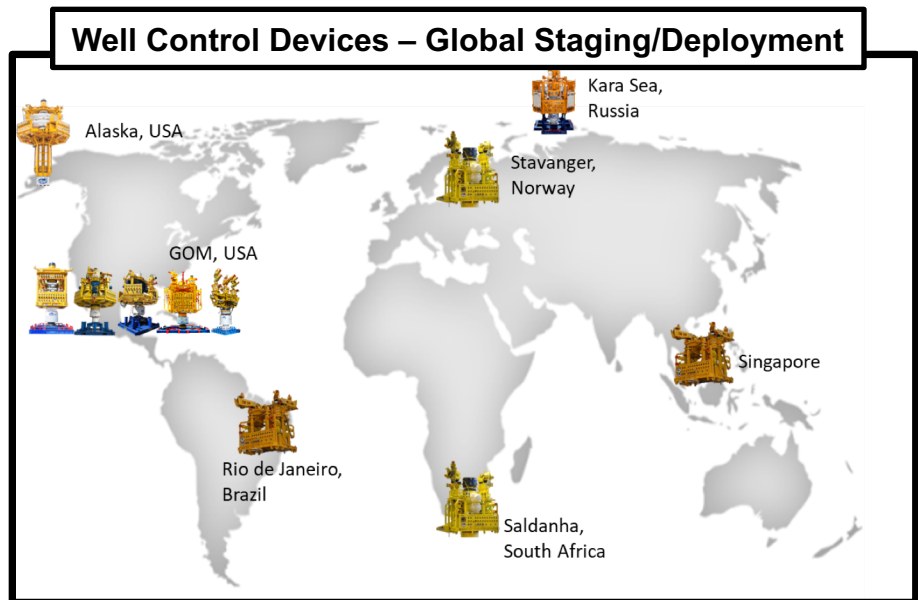 Well Control Devices – Global Staging/Deployment
Kara Sea,
Russia
Alaska, USA
Stavanger,
Norway
GOM, USA
Singapore
Rio de Janeiro,
Brazil
Saldanha,
South Africa